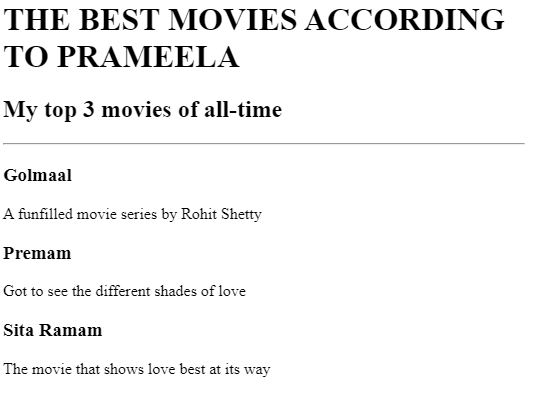 THE BEST MOVIES ACCORDING
TO PRAMEELA
My top 3 movies of all-time
Golmaal
A funfilled movie series by Rohit Shetty
Premam
Got to see the different shades of love
Sita Ramam
The movie that shows love best at its way